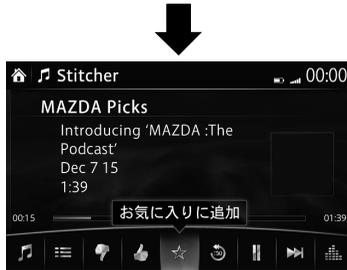 Stitcher
00:00
MAZDA Picks
Introducing ‘MAZDA :The
Podcast’
Dec 7 15
1:39
お気に入りに追加
00:15
01:39
30